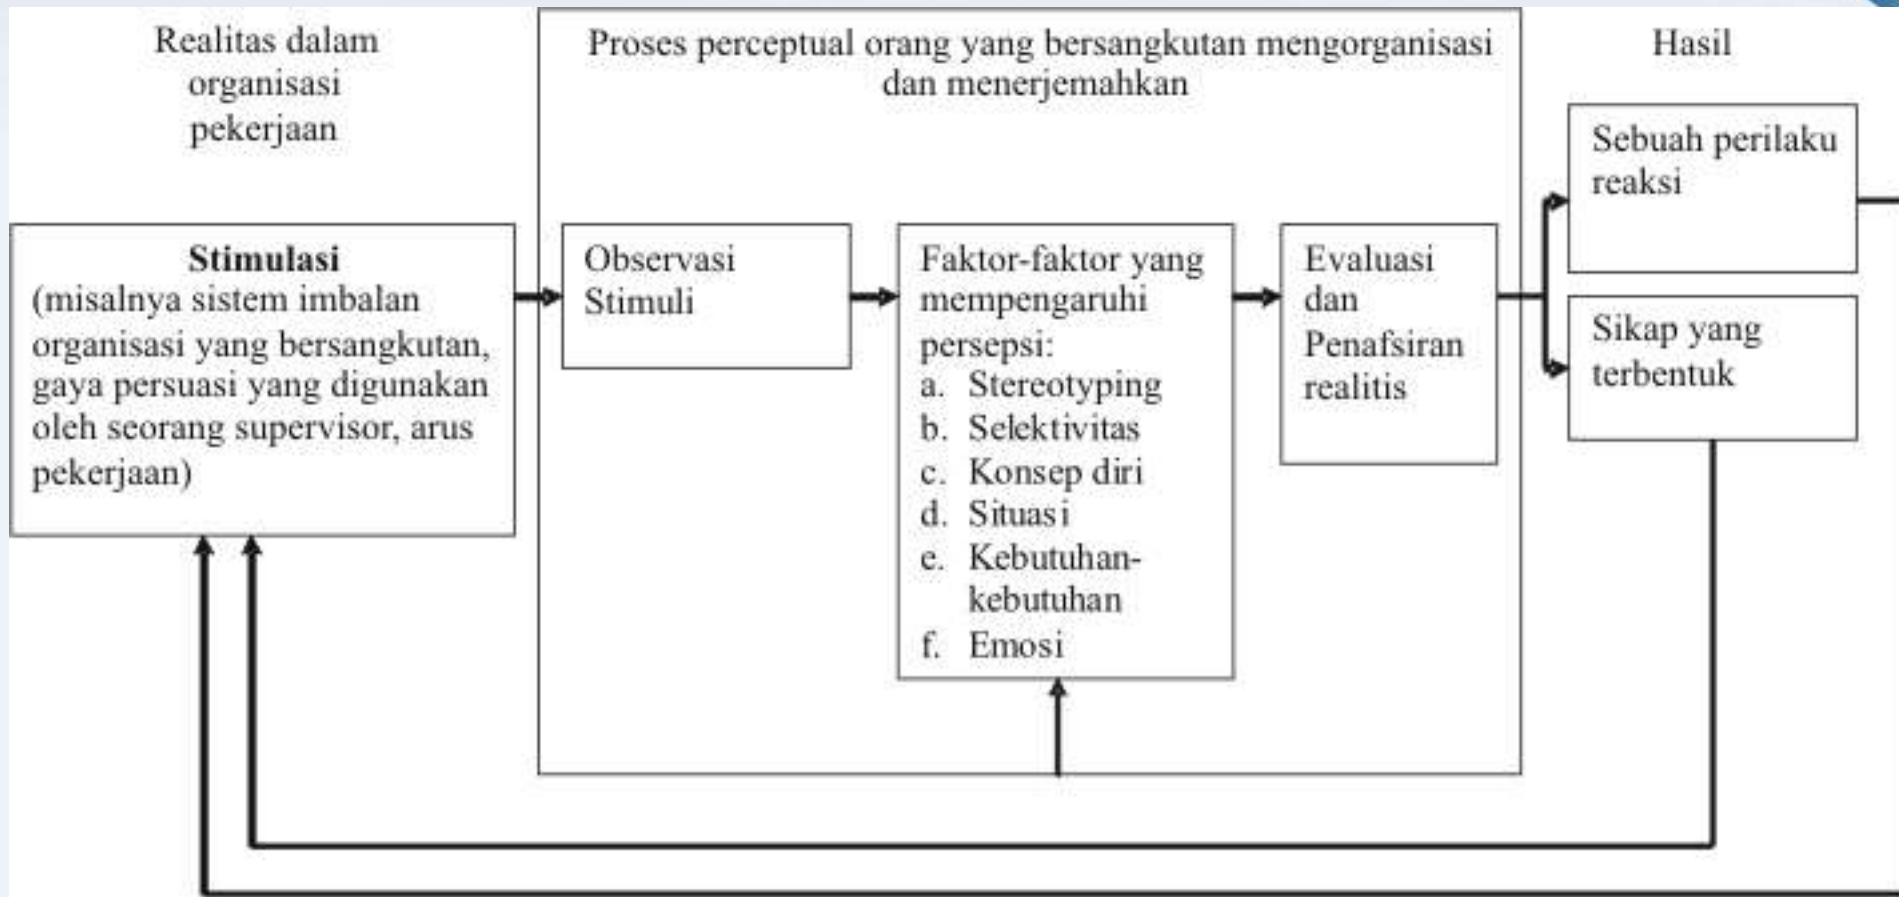 Realitas dalam
organisasi
pekerjaan
Stimulasi
(misalnya sistem imbalan
organisasi yang bersangkutan,
gaya persuasi yang digunakan
oleh seorang supervisor, arus
pekerjaan)
Proses perceptual orang yang bersangkutan mengorganisasi
dan menerjemahkan
Observasi
Stimuli
Faktor-faktor yang
mempengaruhi
persepsi:
a. Stereotyping
b. Selektivitas
c. Konsep diri
d. Situasi
e. Kebutuhan-
kebutuhan
f. Emosi
Evaluasi
dan
Penafsiran
realitis
Hasil
Sebuah perilaku
reaksi
Sikap yang
terbentuk